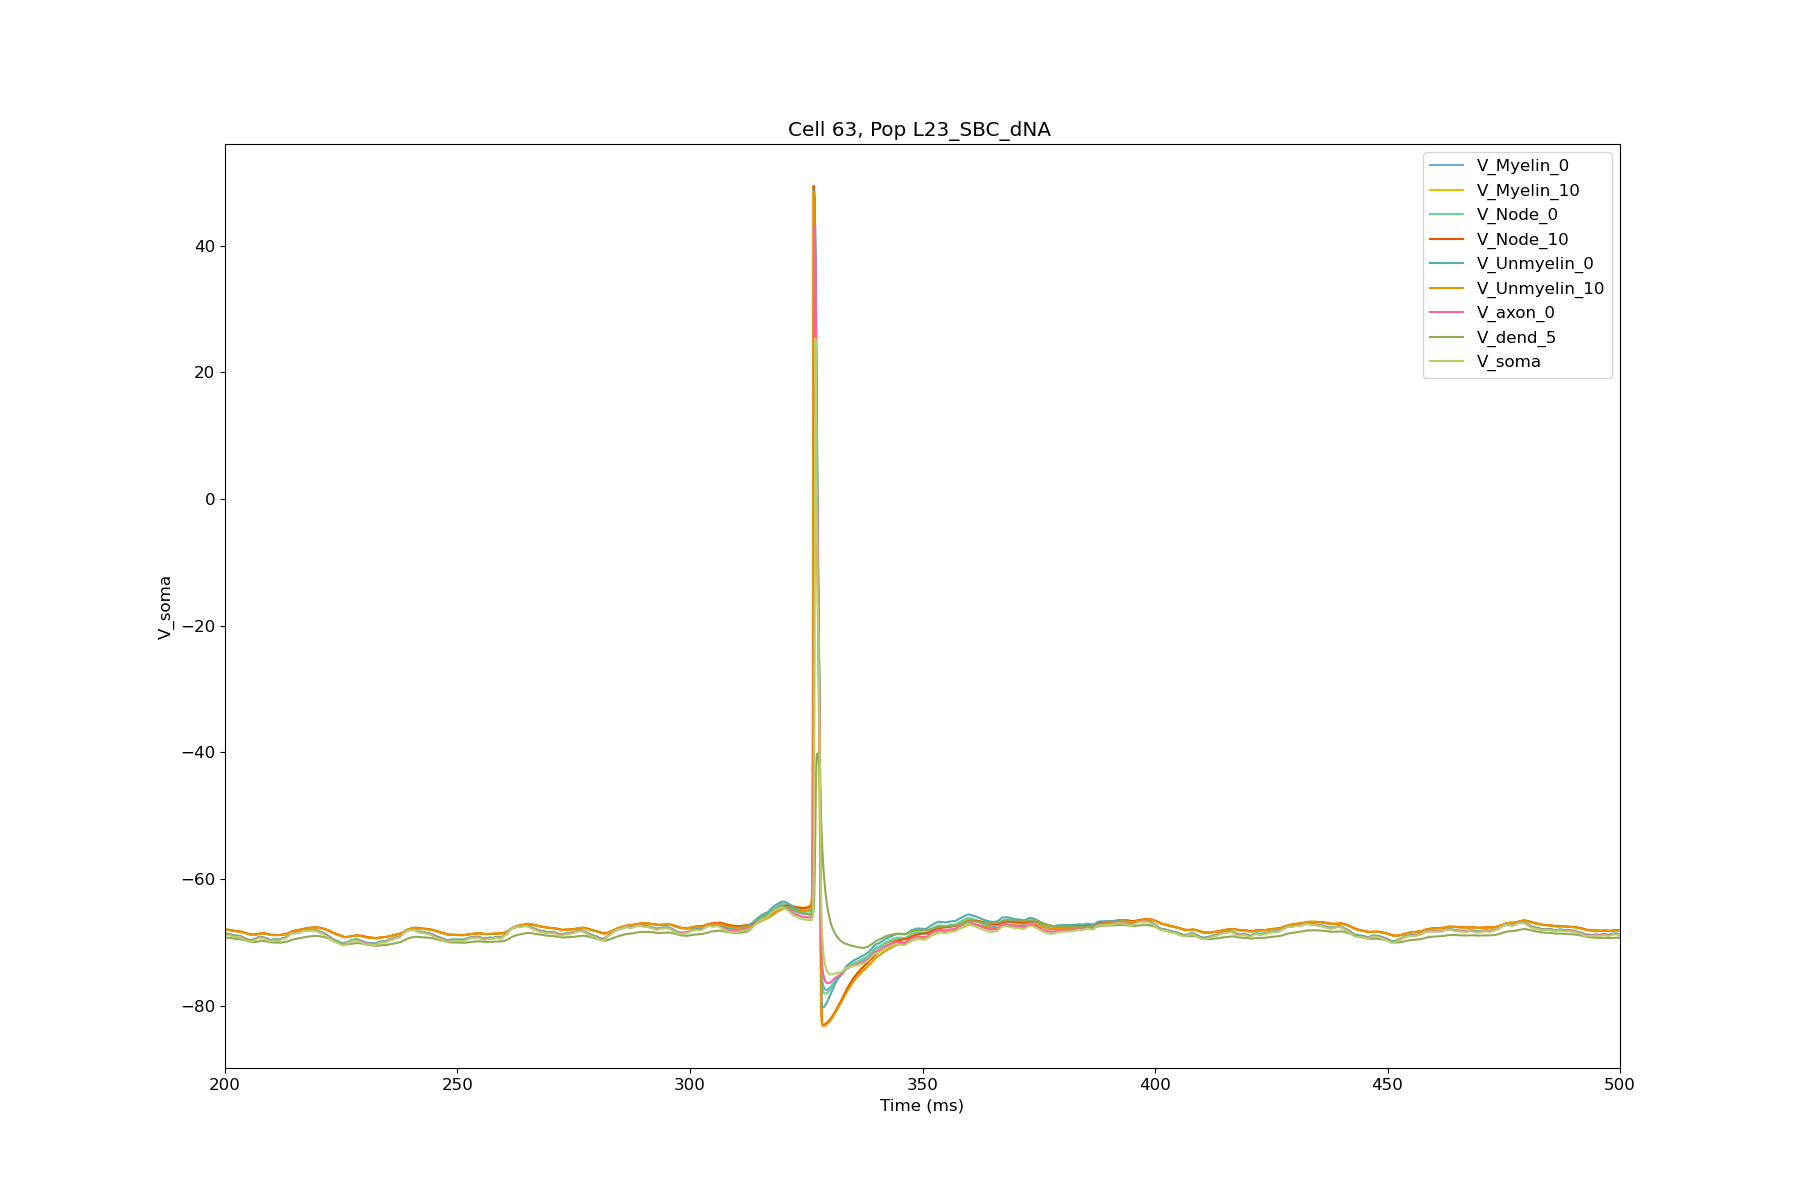 Cell 63, Pop L23_SBC_dNA
V_Myelin_0
V_Myelin_10
V_Node_0
V_Node_10
V_Unmyelin_0
V_Unmyelin_10
V_axon_0
V_dend_5
V_soma
40
20
0
−20
−40
−60
−80
V_soma
200 250 300 350 400 450 500
Time (ms)